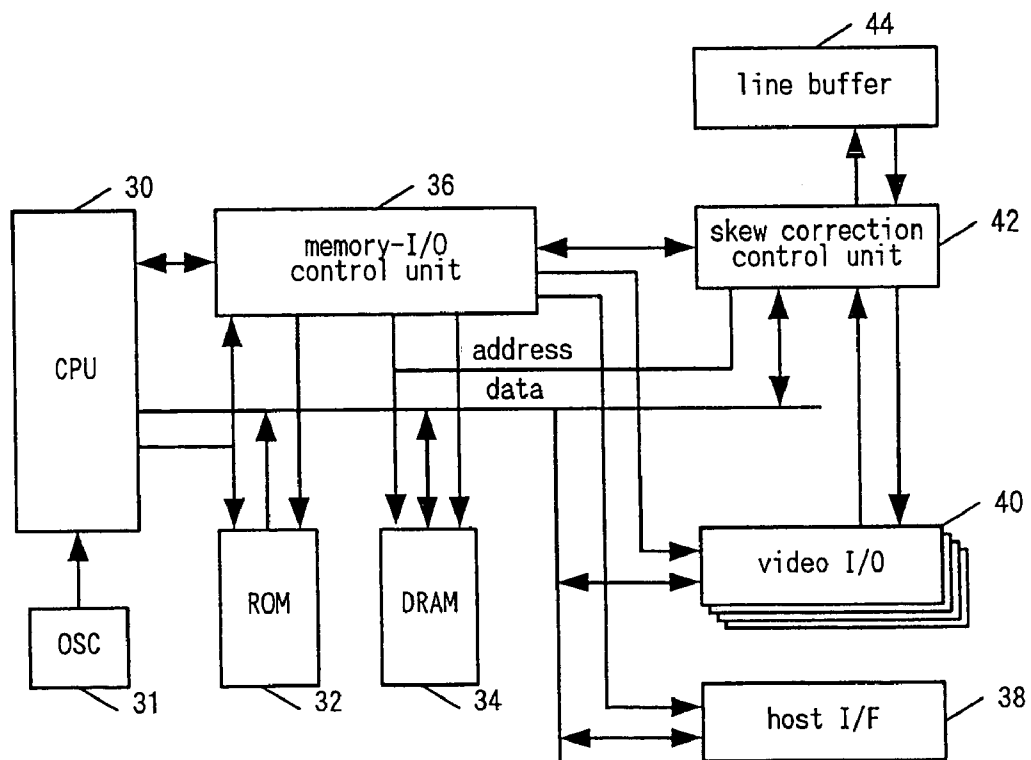 44
line buffer
30
36
memory-I/O
control unit
skew correction
control unit
42
CPU
address
data
40
video I/O
ROM
DRAM
OSC
31
32
34
host I/F
38